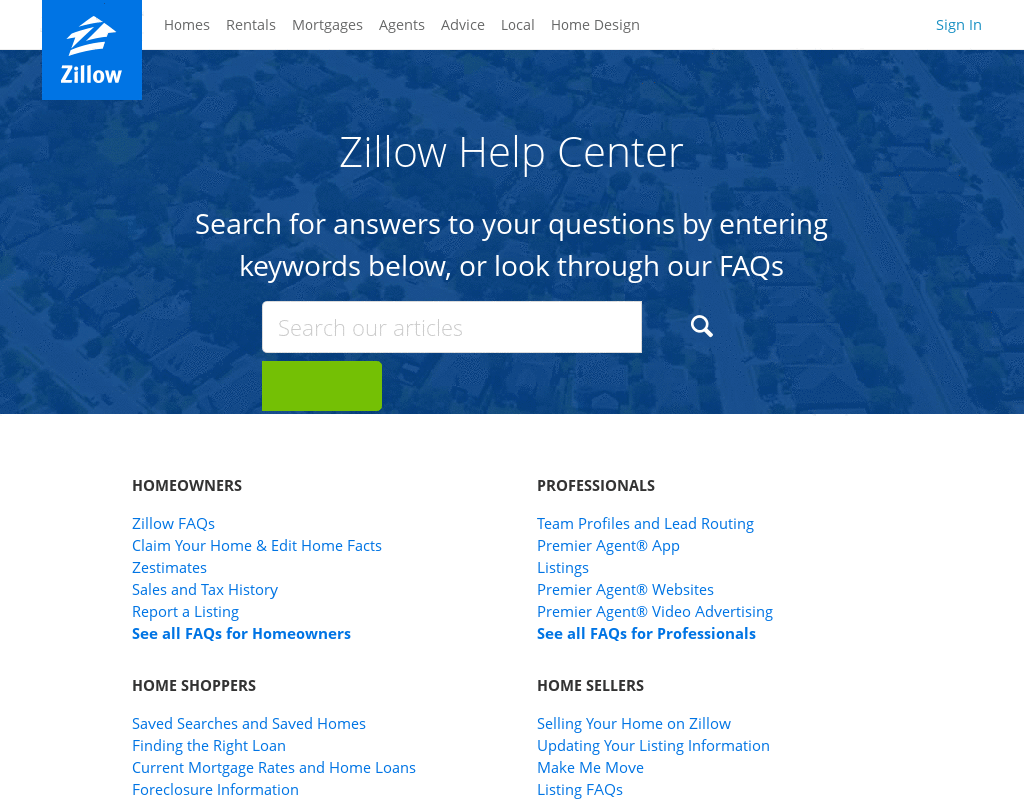 Homes Rentals Mortgages Agents Advice Local Home Design Sign In
Zillow
Zillow Help Center
Search for answers to your questions by entering
keywords below, or look through our FAQs
Search our articles
HOMEOWNERS
Zillow FAQs
Claim Your Home & Edit Home Facts
Zestimates
Sales and Tax History
Report a Listing
See all FAQs for Homeowners
PROFESSIONALS
Team Profiles and Lead Routing
Premier Agent® App
Listings
Premier Agent® Websites
Premier Agent® Video Advertising
See all FAQs for Professionals
HOME SHOPPERS
Saved Searches and Saved Homes
Finding the Right Loan
Current Mortgage Rates and Home Loans
Foreclosure Information
HOME SELLERS
Selling Your Home on Zillow
Updating Your Listing Information
Make Me Move
Listing FAQs